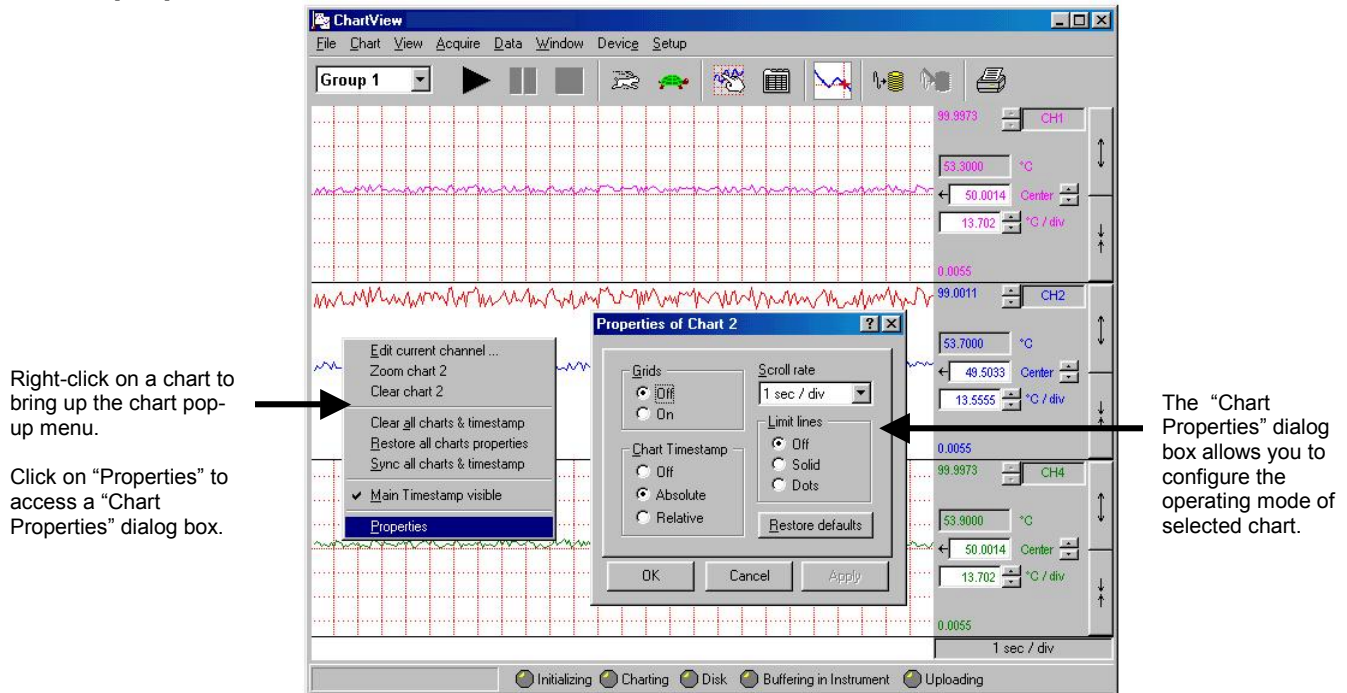 ChartView
File Chart View Acquire Data Window Device Setup
Group 1
99.9973 CH1
53.3000 °C
50.0014 Center
13.702 °C / div
0.0055
99.0011 CH2
53.7000 °C
49.5033 Center
13.5555 °C / div
0.0055
99.9973 CH4
53.9000 °C
50.0014 Center
13.702 °C / div
0.0055
1 sec / div
Edit current channel ...
Zoom chart 2
Clear chart 2
Clear all charts & timestamp
Restore all charts properties
Sync all charts & timestamp
Main Timestamp visible
Properties
Properties of Chart 2
Grids
Off
On
Chart Timestamp
Off
Absolute
Relative
Scroll rate
1 sec / div
Limit lines
Off
Solid
Dots
Restore defaults
OK Cancel Apply
Initializing Charting Disk Buffering in Instrument Uploading
Right-click on a chart to
bring up the chart pop-
up menu.
Click on “Properties” to
access a “Chart
Properties” dialog box.
The “Chart
Properties” dialog
box allows you to
configure the
operating mode of
selected chart.